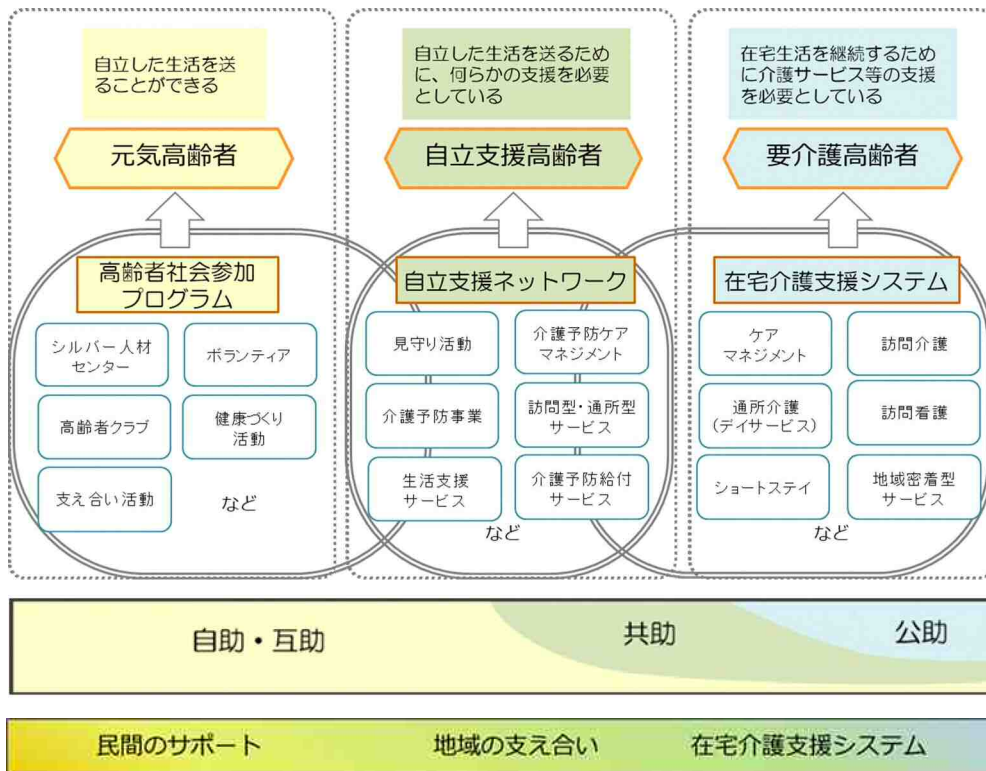 自立した生活を送
ることができる
元気高齢者
高齢者社会参加
プログラム
シルバー人材
センター
ボランティア
高齢者クラブ
健康づくり
活動
支え合い活動
など
自立した生活を送るため
に、何らかの支援を必要
としている
自立支援高齢者
自立支援ネットワーク
見守り活動
介護予防ケア
マネジメント
介護予防事業
訪問型・通所型
サービス
生活支援
サービス
介護予防給付
サービス
など
在宅生活を継続するため
に介護サービス等の支援
を必要としている
要介護高齢者
在宅介護支援システム
ケア
マネジメント
訪問介護
通所介護
(デイサービス)
訪問看護
ショートステイ
地域密着型
サービス
など
自助・互助
共助
公助
民間のサポート
地域の支え合い
在宅介護支援システム